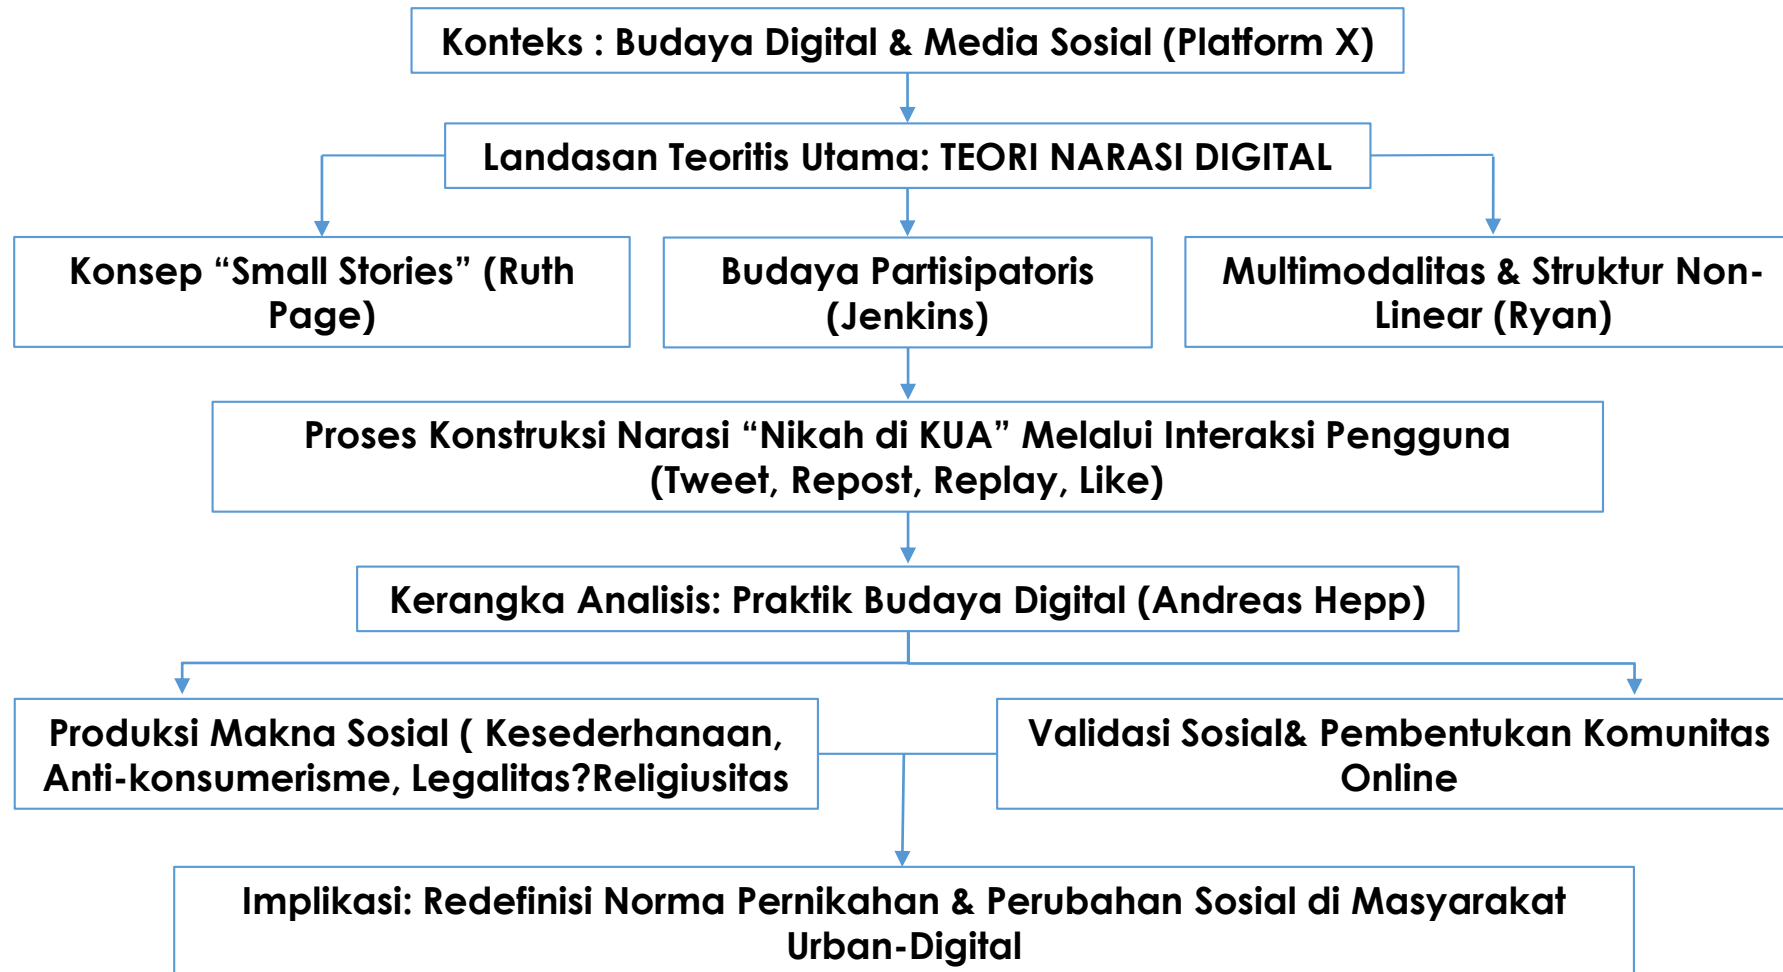 Konteks : Budaya Digital & Media Sosial (Platform X)
Landasan Teoritis Utama: TEORI NARASI DIGITAL
Konsep “Small Stories” (Ruth
Page)
Budaya Partisipatoris
(Jenkins)
Multimodalitas & Struktur Non-
Linear (Ryan)
Proses Konstruksi Narasi “Nikah di KUA” Melalui Interaksi Pengguna
(Tweet, Repost, Replay, Like)
Kerangka Analisis: Praktik Budaya Digital (Andreas Hepp)
Produksi Makna Sosial ( Kesederhanaan,
Anti-konsumerisme, Legalitas?Religiusitas
Validasi Sosial& Pembentukan Komunitas
Online
Implikasi: Redefinisi Norma Pernikahan & Perubahan Sosial di Masyarakat
Urban-Digital